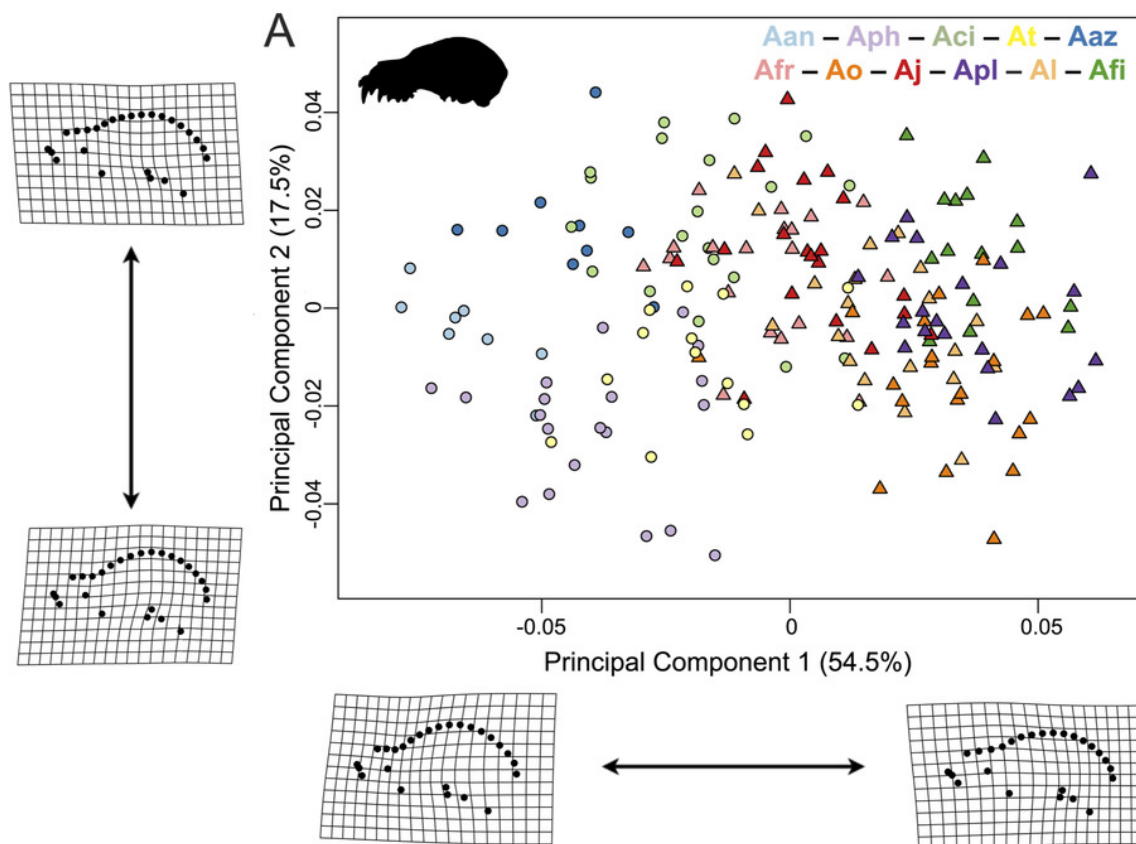 A
Aan – Aph – Aci – At – Aaz
Afr – Ao – Aj – Apl – Al – Afi
Principal Component 2 (17.5%)
0.04
0.02
0
-0.02
-0.04
-0.05
0
0.05
Principal Component 1 (54.5%)